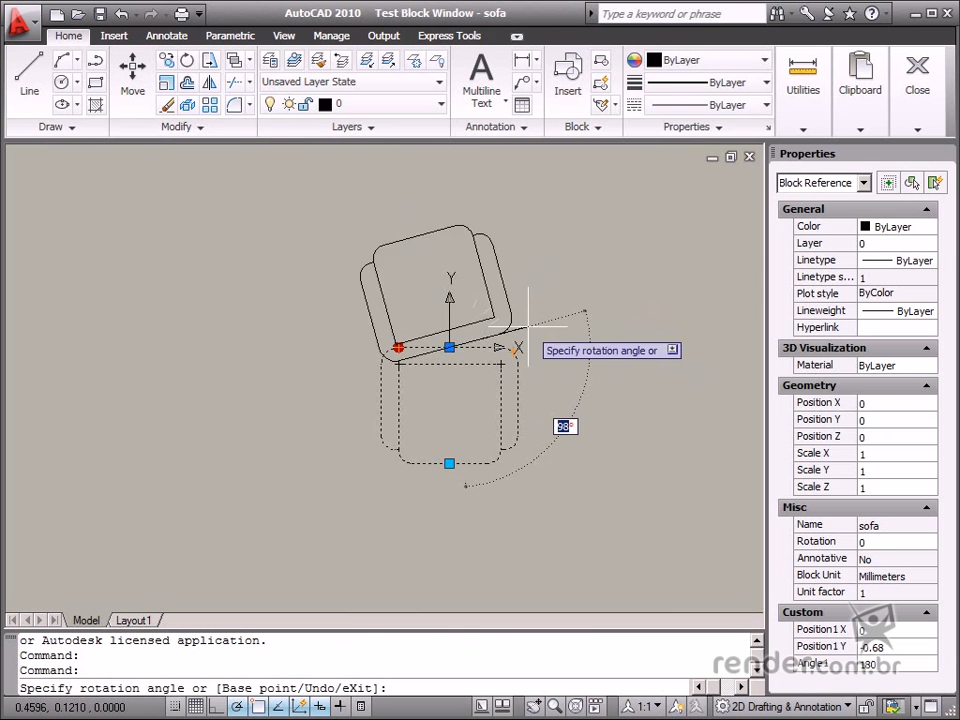 AutoCAD 2010    Test Block Window - sofa
Type a keyword or phrase
Home Insert Annotate Parametric View Manage Output Express Tools
Line
Move
Unsaved Layer State
0
Multiline
Text
Insert
ByLayer
ByLayer
ByLayer
Utilities
Clipboard
Close
Draw Modify Layers Annotation Block Properties
Properties
Block Reference
General
Color ByLayer
Layer 0
Linetype ByLayer
Linetype s... 1
Plot style ByColor
Lineweight ByLayer
Hyperlink
3D Visualization
Material ByLayer
Geometry
Position X 0
Position Y 0
Position Z 0
Scale X 1
Scale Y 1
Scale Z 1
Misc
Name sofa
Rotation 0
Annotative No
Block Unit Millimeters
Unit factor 1
Custom
Position1 X 0
Position1 Y -0.68
Angle1 180
render.com.br
Y
X
Specify rotation angle or
98°
Model Layout1
or Autodesk licensed application.
Command:
Command:
Specify rotation angle or [Base point/Undo/eXit]:
0.4596, 0.1210, 0.0000
1:1
2D Drafting & Annotation